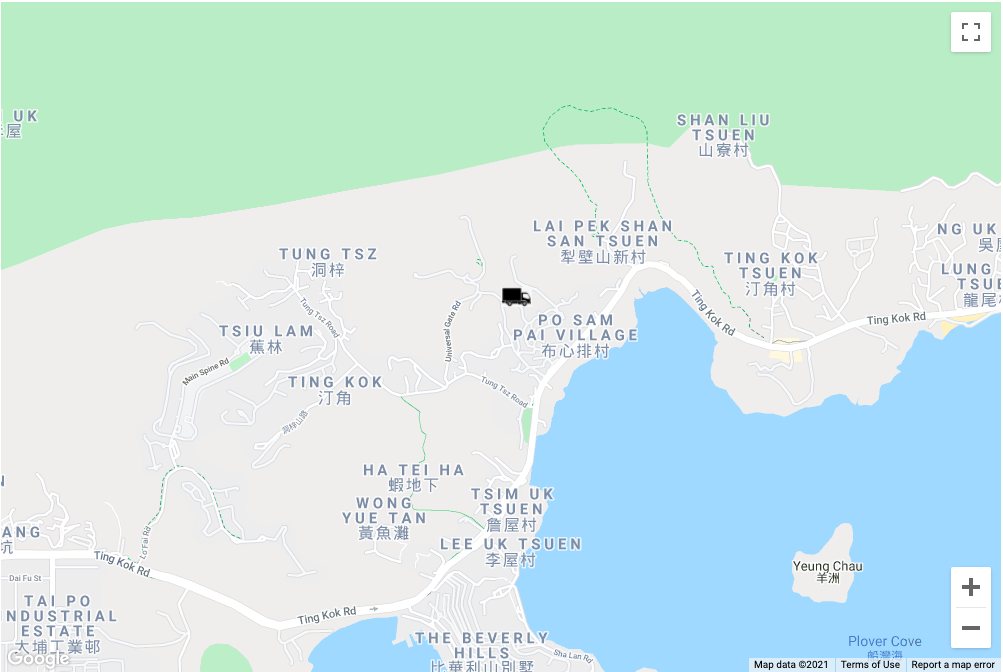 UK
SHAN LIU
TSUEN
山寮村
LAI PEK SHAN
SAN TSUEN
犁壁山新村
NG UK
TUNG TSZ
洞梓
TING KOK
TSUEN
汀角村
LUNG
TSUE
龍尾村
Tung Tsz Road
Universal Gate Rd
Ting Kok Rd
Ting Kok Rd
PO SAM
PAI VILLAGE
布心排村
TSIU LAM
蕉林
Main Spine Rd
TING KOK
汀角
Tung Tsz Road
洞梓山路
HA TEI HA
蝦地下
WONG
YUE TAN
黃魚灘
TSIM UK
TSUEN
詹屋村
LEE UK TSUEN
李屋村
ANG
坑
Lo Fai Rd
Ting Kok Rd
Dai Fu St
Yeung Chau
羊洲
TAI PO
NDUSTRIAL
ESTATE
大埔工業邨
Ting Kok Rd
THE BEVERLY
HILLS
比華利山別墅
Sha Lan Rd
Plover Cove
船灣海
Google
Map data ©2021
Terms of Use
Report a map error